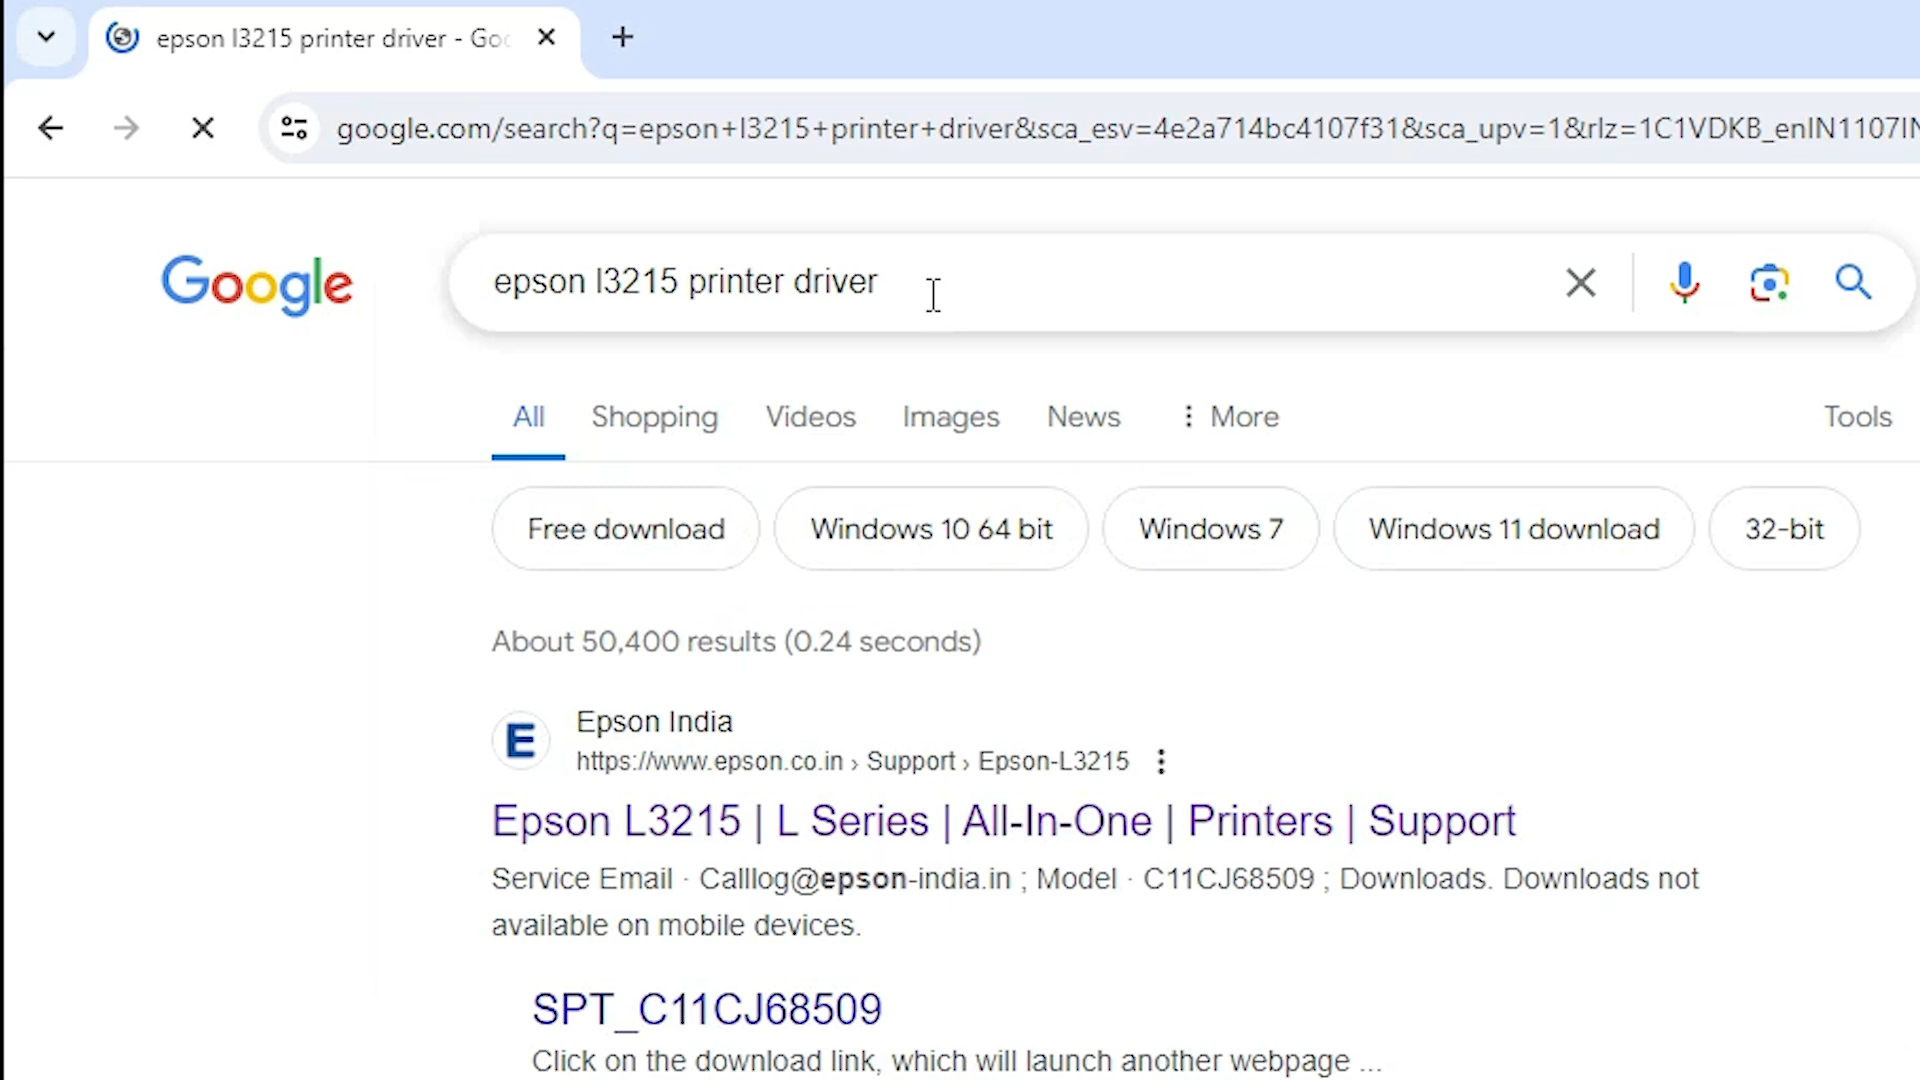 epson l3215 printer driver - Goo
google.com/search?q=epson+l3215+printer+driver&sca_esv=4e2a714bc4107f31&sca_upv=1&rlz=1C1VDKB_enIN1107IN
Google
epson l3215 printer driver
All Shopping Videos Images News More Tools
Free download Windows 10 64 bit Windows 7 Windows 11 download 32-bit
About 50,400 results (0.24 seconds)
E
Epson India
https://www.epson.co.in › Support › Epson-L3215
Epson L3215 | L Series | All-In-One | Printers | Support
Service Email · Calllog@epson-india.in ; Model · C11CJ68509 ; Downloads. Downloads not
available on mobile devices.
SPT_C11CJ68509
Click on the download link, which will launch another webpage ...